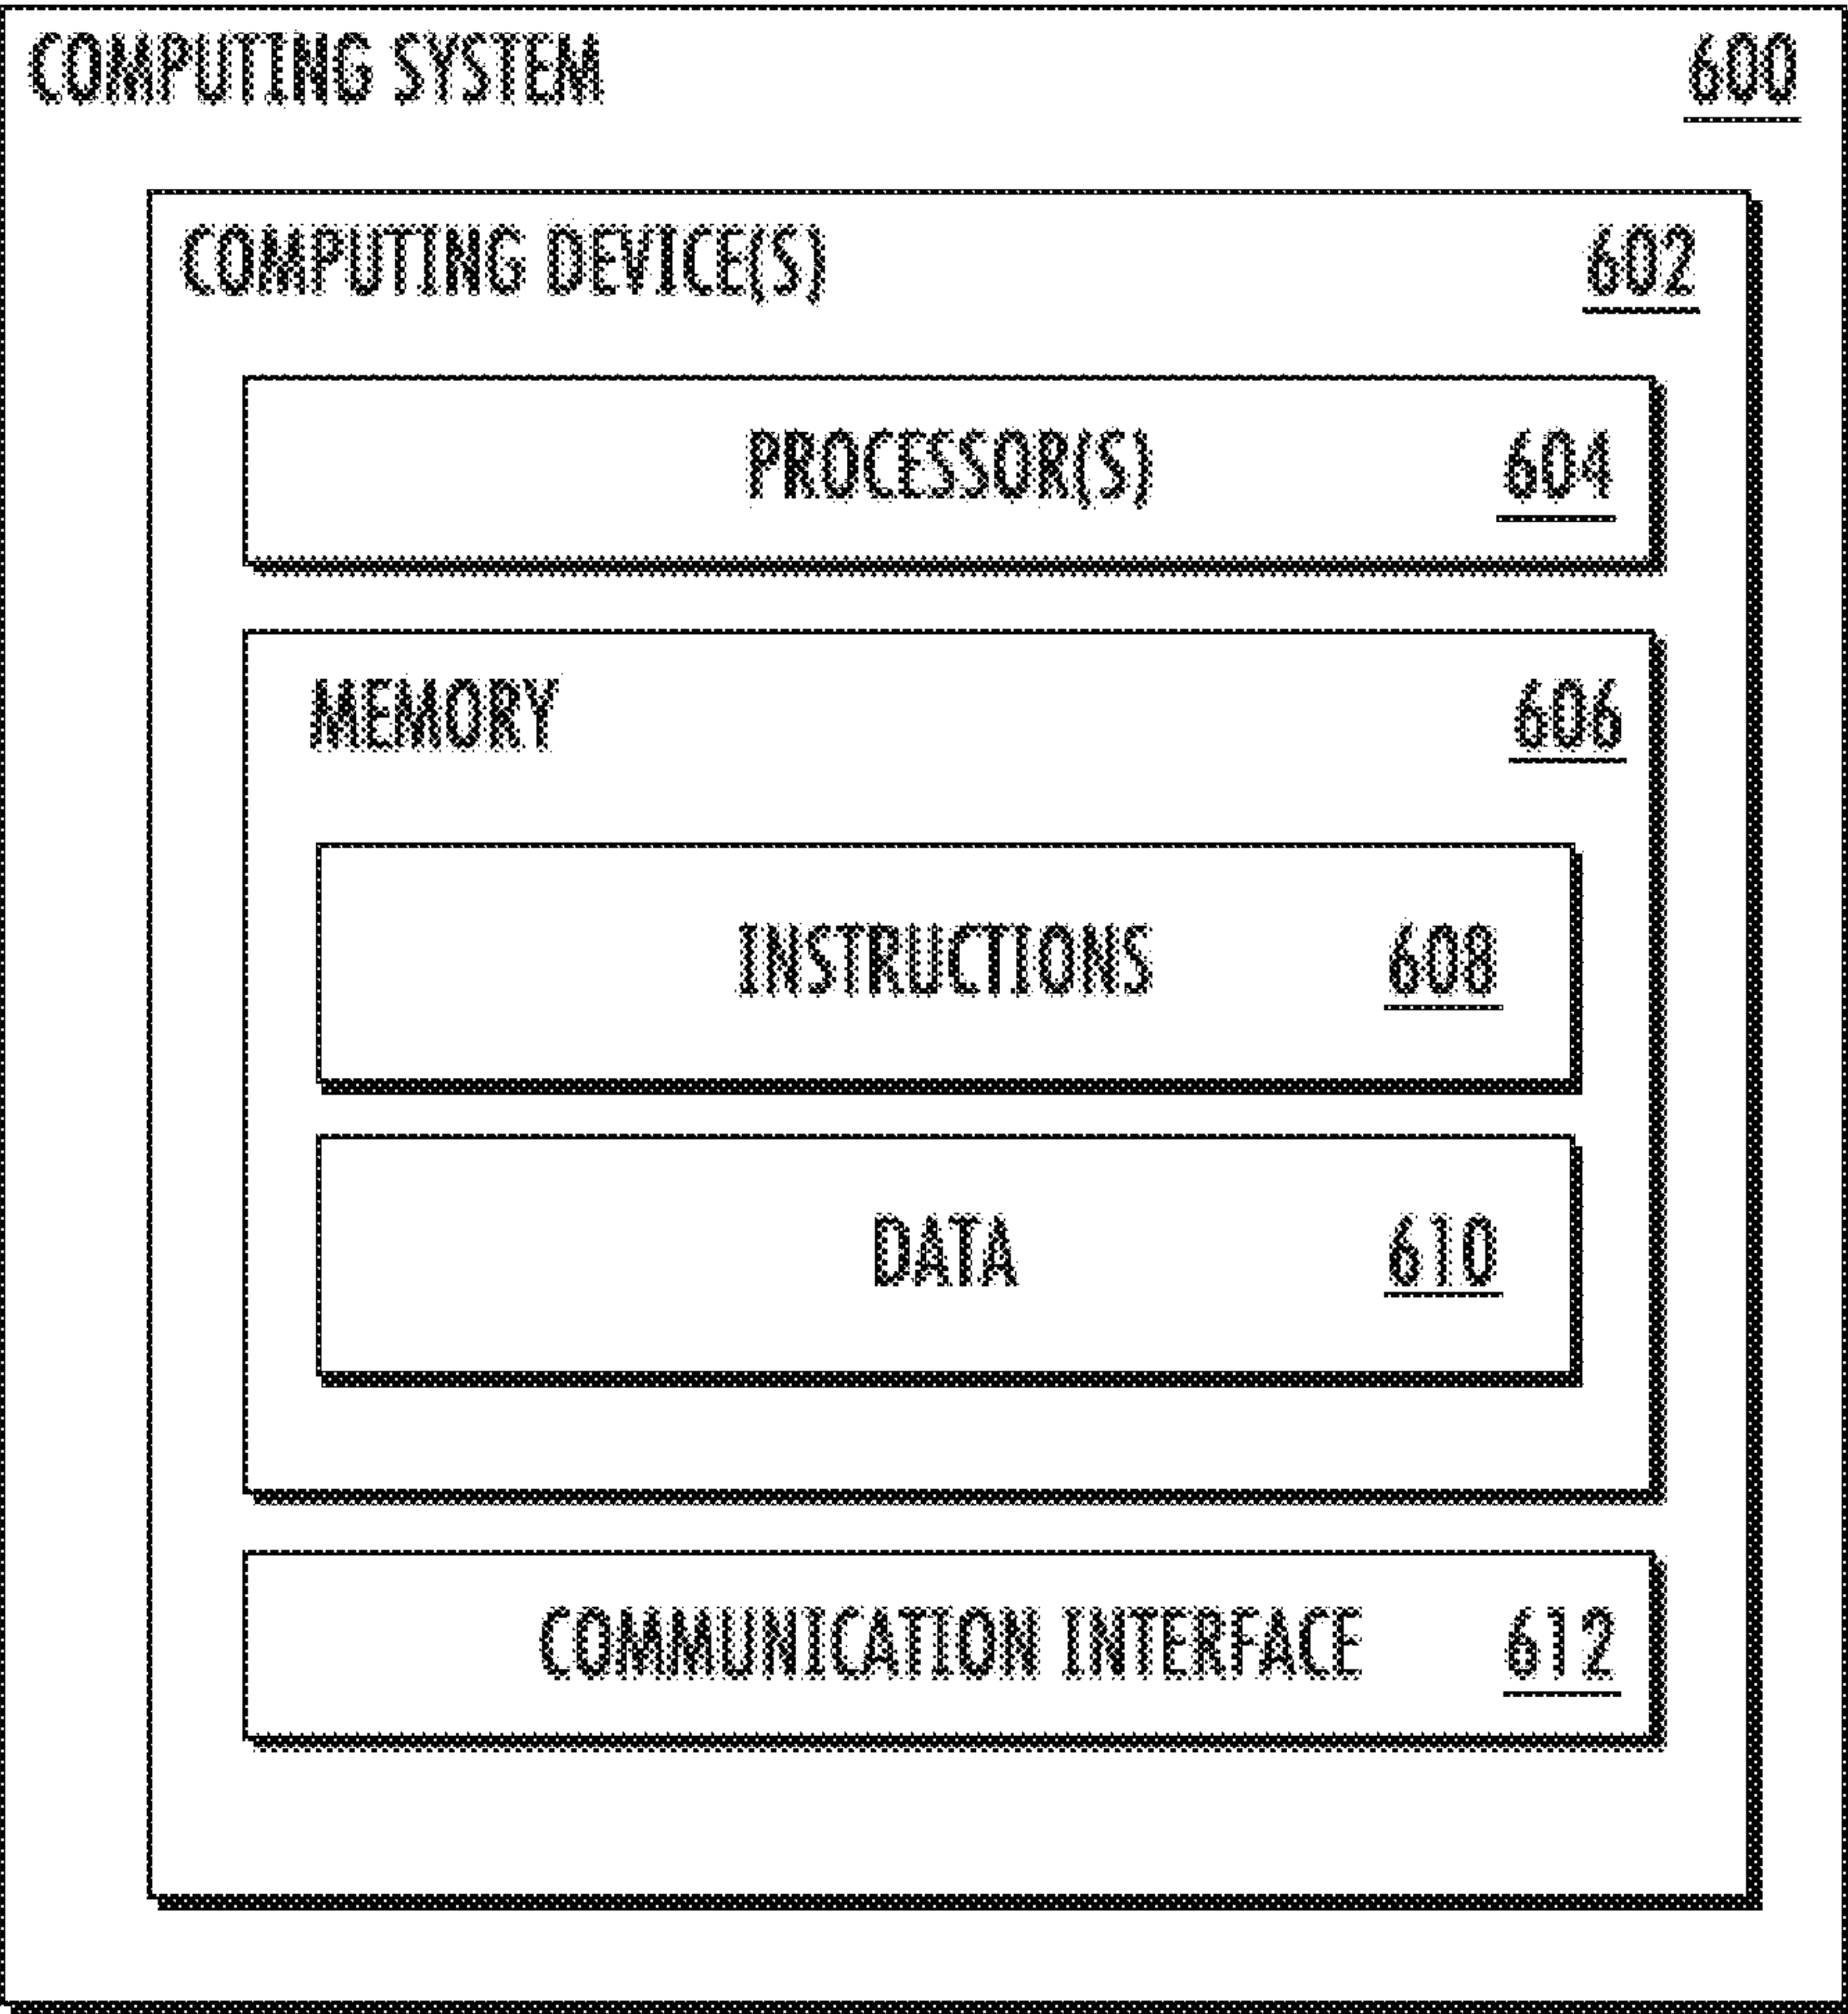 COMPUTING SYSTEM 600
COMPUTING DEVICE(S) 602
PROCESSOR(S) 604
MEMORY 606
INSTRUCTIONS 608
DATA 610
COMMUNICATION INTERFACE 612